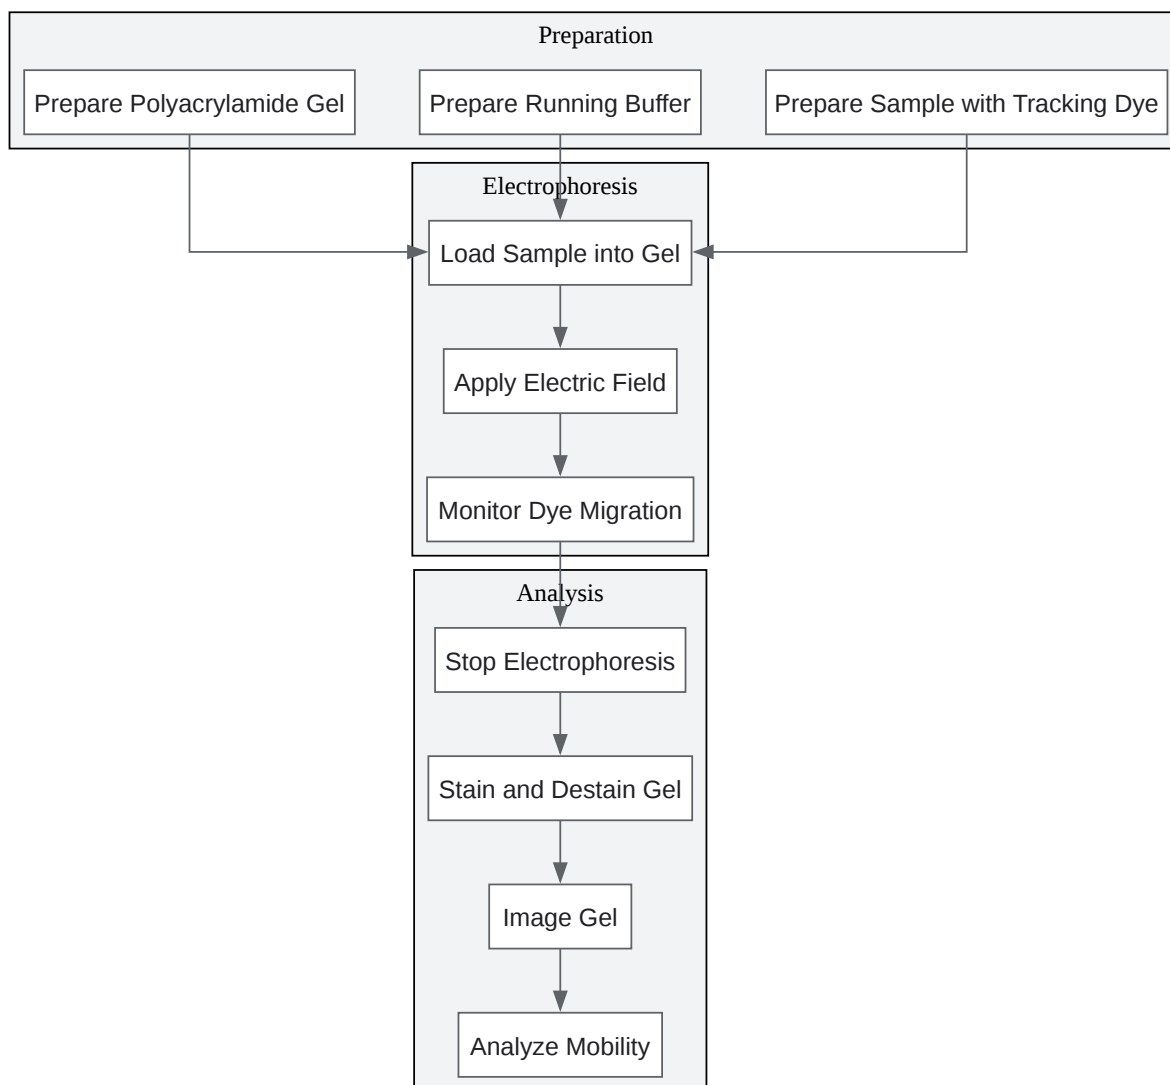 Preparation
Prepare Polyacrylamide Gel
Prepare Running Buffer
Prepare Sample with Tracking Dye
Electrophoresis
Load Sample into Gel
Apply Electric Field
Monitor Dye Migration
Analysis
Stop Electrophoresis
Stain and Destain Gel
Image Gel
Analyze Mobility